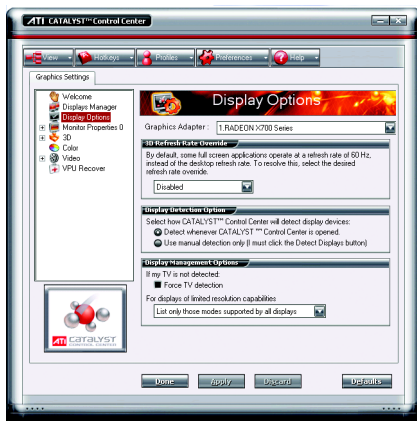 ATI CATALYST™ Control Center
View Hotkeys Profiles Preferences Help
Graphics Settings
Welcome
Displays Manager
Display Options
Monitor Properties 0
3D
Color
Video
VPU Recover
Display Options
Graphics Adapter : 1.RADEON X700 Series
3D Refresh Rate Override
By default, some full screen applications operate at a refresh rate of 60 Hz,
instead of the desktop refresh rate. To resolve this, select the desired
refresh rate override.
Disabled
Display Detection Option
Select how CATALYST™ Control Center will detect display devices:
Detect whenever CATALYST ™ Control Center is opened.
Use manual detection only (I must click the Detect Displays button)
Display Management Options
If my TV is not detected:
Force TV detection
For displays of limited resolution capabilities
List only those modes supported by all displays
ATI CATALYST
CONTROL CENTER
Done Apply Discard Defaults